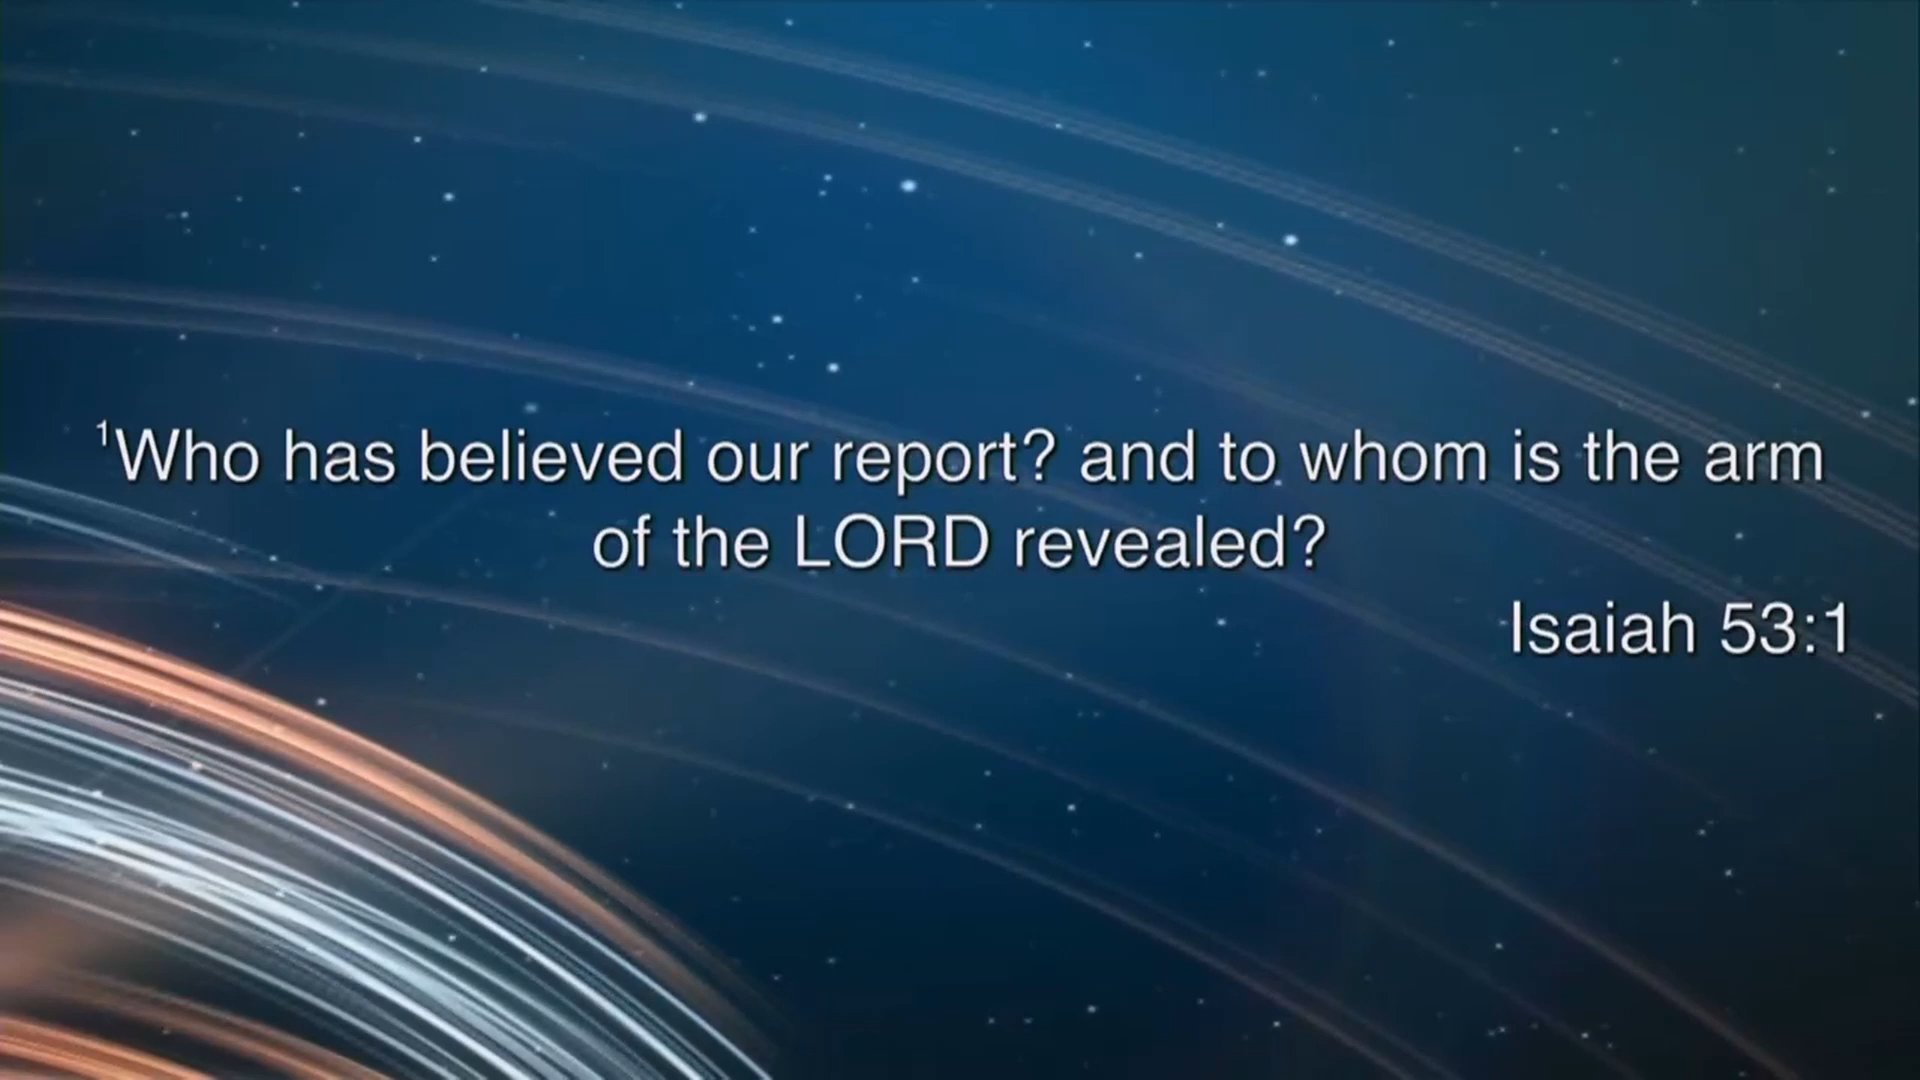 ¹Who has believed our report? and to whom is the arm
of the LORD revealed?
Isaiah 53:1